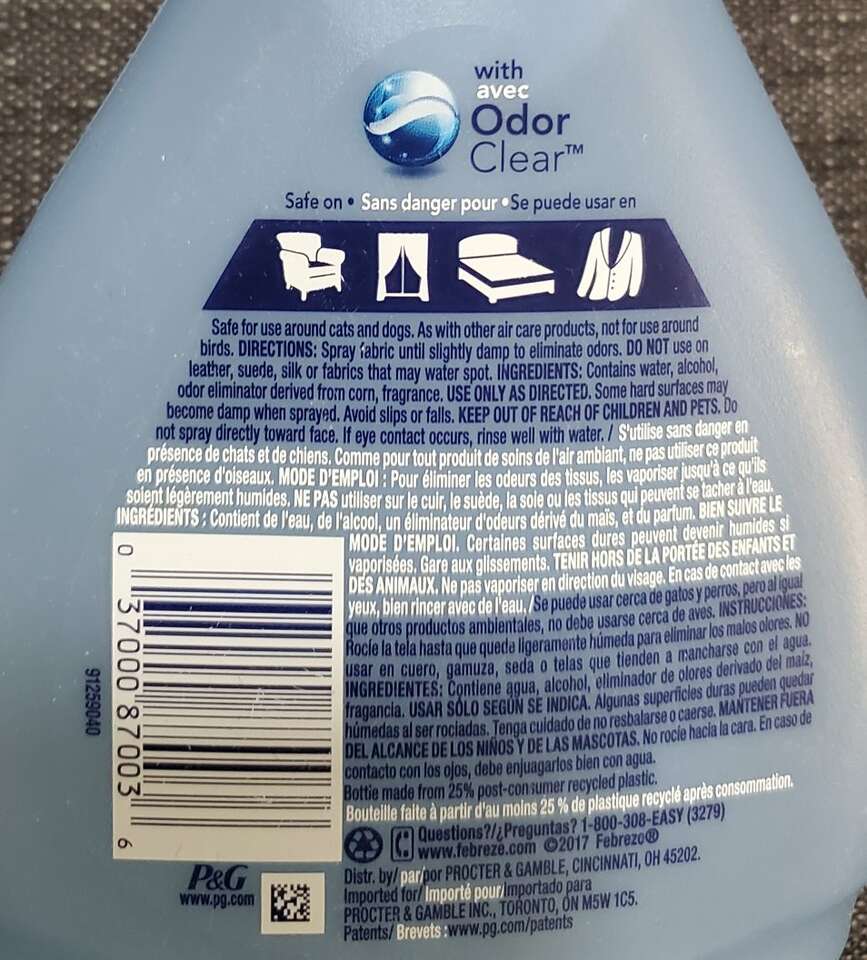 with
avec
Odor
Clear™
Safe on • Sans danger pour • Se puede usar en
Safe for use around cats and dogs. As with other air care products, not for use around
birds. DIRECTIONS: Spray fabric until slightly damp to eliminate odors. DO NOT use on
leather, suede, silk or fabrics that may water spot. INGREDIENTS: Contains water, alcohol,
odor eliminator derived from corn, fragrance. USE ONLY AS DIRECTED. Some hard surfaces may
become damp when sprayed. Avoid slips or falls. KEEP OUT OF REACH OF CHILDREN AND PETS. Do
not spray directly toward face. If eye contact occurs, rinse well with water. / S'utilise sans danger en
présence de chats et de chiens. Comme pour tout produit de soins de l'air ambiant, ne pas utiliser ce produit
en présence d'oiseaux. MODE D'EMPLOI : Pour éliminer les odeurs des tissus, les vaporiser jusqu'à ce qu'ils
soient légèrement humides. NE PAS utiliser sur le cuir, le suède, la soie ou les tissus qui peuvent se tacher à l'eau.
INGRÉDIENTS : Contient de l'eau, de l'alcool, un éliminateur d'odeurs dérivé du maïs, et du parfum. BIEN SUIVRE LE
MODE D'EMPLOI. Certaines surfaces dures peuvent devenir humides si
vaporisées. Gare aux glissements. TENIR HORS DE LA PORTÉE DES ENFANTS ET
DES ANIMAUX. Ne pas vaporiser en direction du visage. En cas de contact avec les
yeux, bien rincer avec de l'eau. /Se puede usar cerca de gatos y perros, pero al igual
que otros productos ambientales, no debe usarse cerca de aves. INSTRUCCIONES:
Rocíe la tela hasta que quede ligeramente húmeda para eliminar los malos olores. NO
usar en cuero, gamuza, seda o telas que tienden a mancharse con el agua.
INGREDIENTES: Contiene agua, alcohol, eliminador de olores derivado del maíz,
fragancia. USAR SÓLO SEGÚN SE INDICA. Algunas superficies duras pueden quedar
húmedas al ser rociadas. Tenga cuidado de no resbalarse o caerse. MANTENER FUERA
DEL ALCANCE DE LOS NIÑOS Y DE LAS MASCOTAS. No rocíe hacia la cara. En caso de
contacto con los ojos, debe enjuagarlos bien con agua.
Bottle made from 25% post-consumer recycled plastic.
Bouteille faite à partir d'au moins 25 % de plastique recyclé après consommation.
0 37000 87003 6
91259040
Questions?/¿Preguntas? 1-800-308-EASY (3279)
www.febreze.com ©2017 Febreze®
P&G
www.pg.com
Distr. by/ par/por PROCTER & GAMBLE, CINCINNATI, OH 45202.
Imported for/ Importé pour/Importado para
PROCTER & GAMBLE INC., TORONTO, ON M5W 1C5.
Patents/ Brevets :www.pg.com/patents